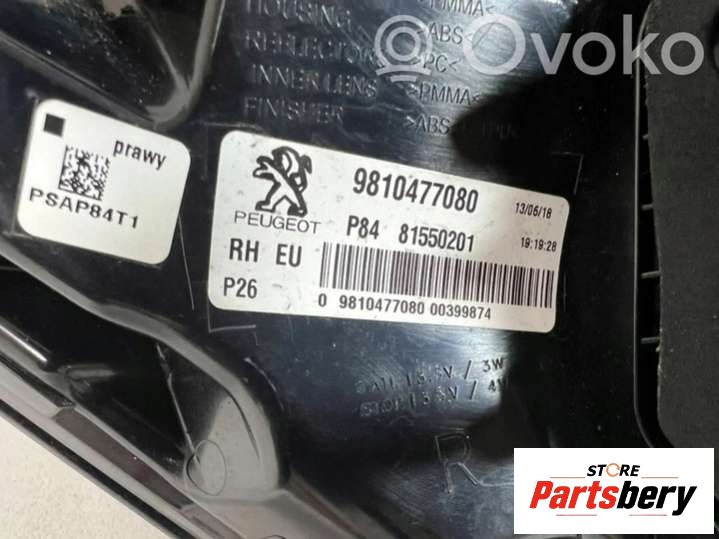 HOUSING >PMMA<
REFLECTOR >ABS<
INNER LENS >PC<
FINISHER >PMMA<
Ovoko
prawy
PSAP84T1
PEUGEOT
9810477080 13/06/18
P84 81550201 19:19:28
RH EU
P26
0 9810477080 00399874
R
STORE
Partsbery